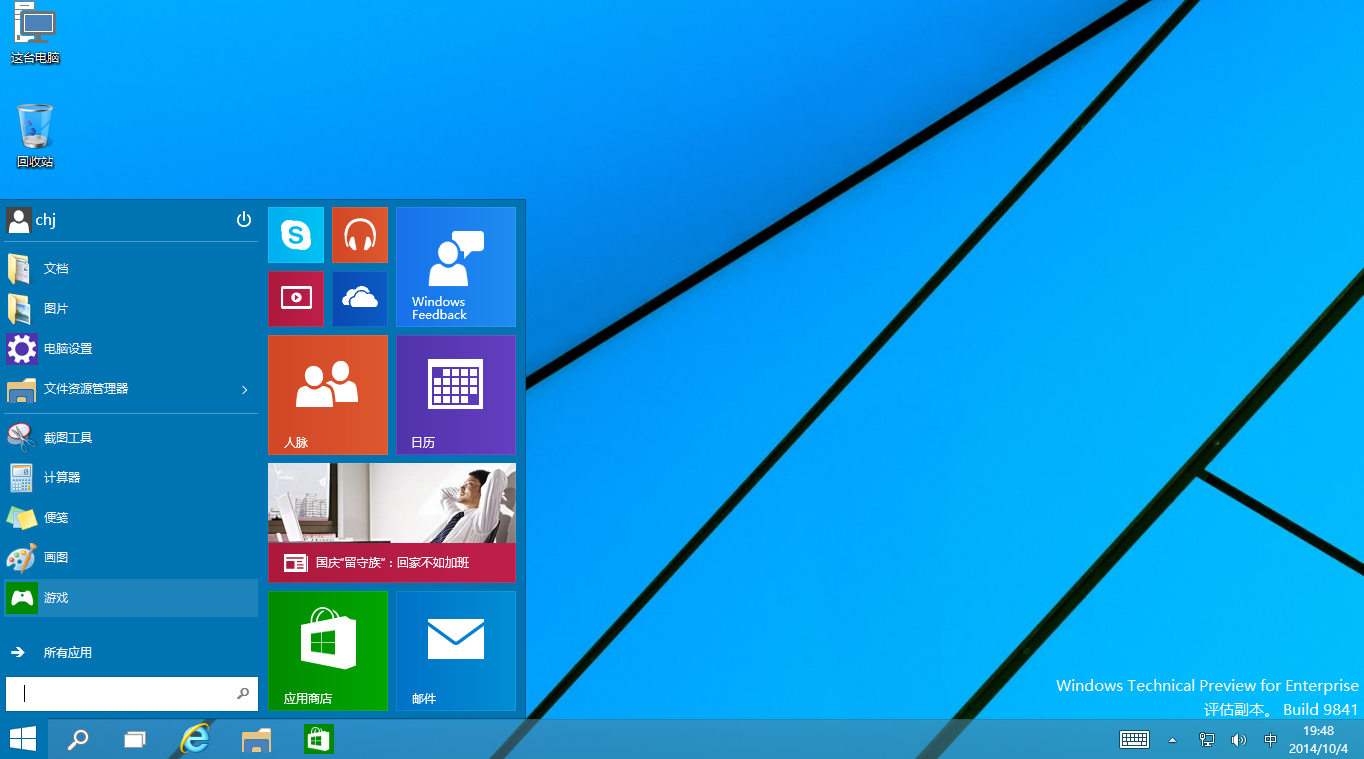 这台电脑
回收站
chj
文档
图片
电脑设置
文件资源管理器
截图工具
计算器
便笺
画图
游戏
所有应用
Windows
Feedback
人脉
日历
国庆“留守族”：回家不如加班
应用商店
邮件
Windows Technical Preview for Enterprise
评估副本。 Build 9841
中
19:48
2014/10/4